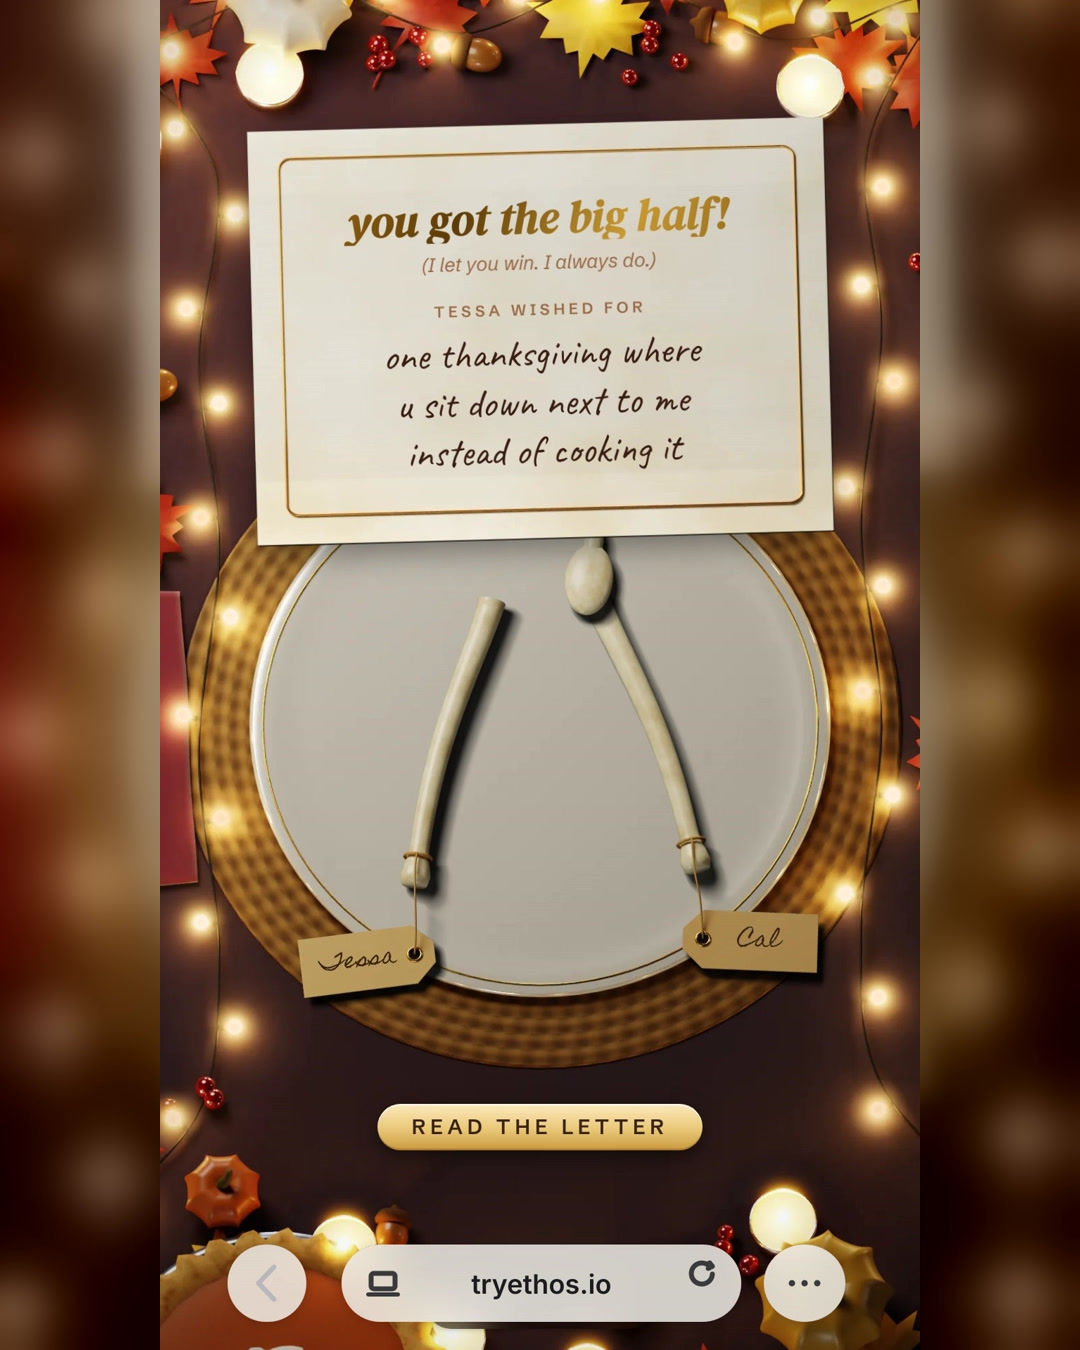 you got the big half!
(I let you win. I always do.)
TESSA WISHED FOR
one thanksgiving where
u sit down next to me
instead of cooking it
Tessa
Cal
READ THE LETTER
tryethos.io